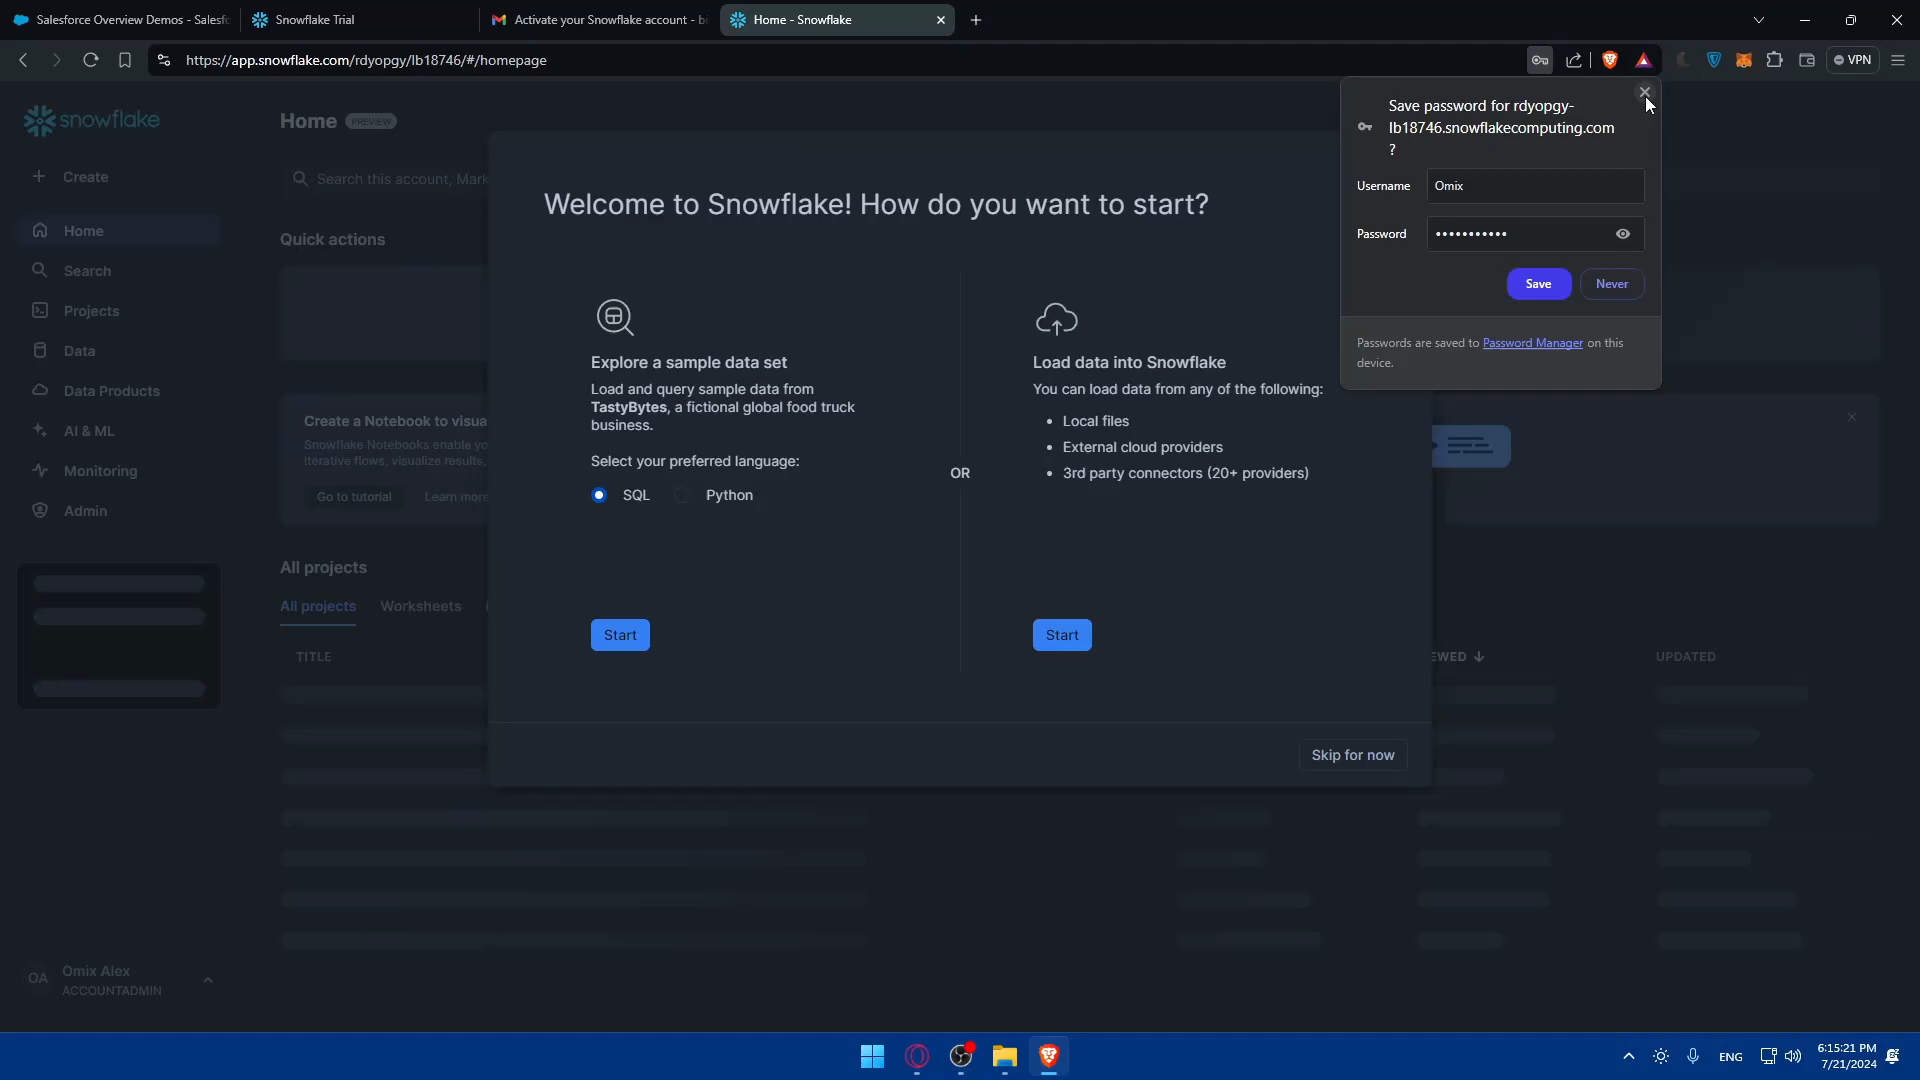 Salesforce Overview Demos - Salesfo
Snowflake Trial
Activate your Snowflake account - bi
Home - Snowflake
https://app.snowflake.com/rdyopgy/lb18746/#/homepage
VPN
snowflake
Create
Home
Search
Projects
Data
Data Products
AI & ML
Monitoring
Admin
Omix Alex
OA
ACCOUNTADMIN
Home PREVIEW
Search this account, Mark
Quick actions
Create a Notebook to visua
Snowflake Notebooks enable yo
iterative flows, visualize results,
Go to tutorial
Learn more
All projects
All projects
Worksheets
TITLE
EWED
UPDATED
Welcome to Snowflake! How do you want to start?
Explore a sample data set
Load and query sample data from
TastyBytes, a fictional global food truck
business.
Select your preferred language:
SQL
Python
Start
OR
Load data into Snowflake
You can load data from any of the following:
• Local files
• External cloud providers
• 3rd party connectors (20+ providers)
Start
Skip for now
Save password for rdyopgy-
lb18746.snowflakecomputing.com
?
Username
Omix
Password
•••••••••••
Save
Never
Passwords are saved to Password Manager on this
device.
ENG
6:15:21 PM
7/21/2024